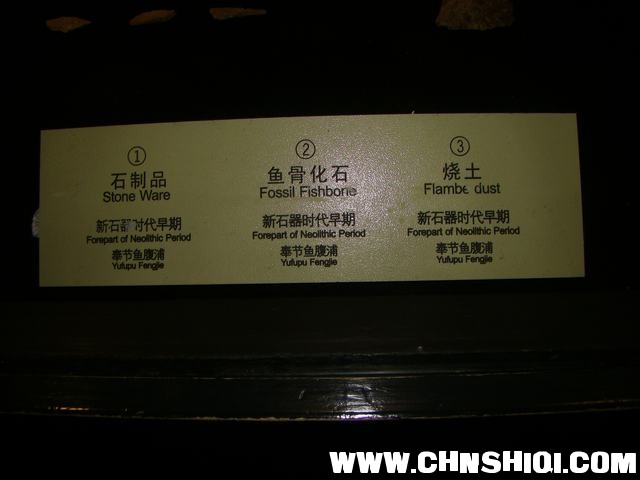 ①
石制品
Stone Ware
新石器时代早期
Forepart of Neolithic Period
奉节鱼腹浦
Yufupu Fengjie
②
鱼骨化石
Fossil Fishbone
新石器时代早期
Forepart of Neolithic Period
奉节鱼腹浦
Yufupu Fengjie
③
烧土
Flambe dust
新石器时代早期
Forepart of Neolithic Period
奉节鱼腹浦
Yufupu Fengjie
WWW.CHNSHIQI.COM